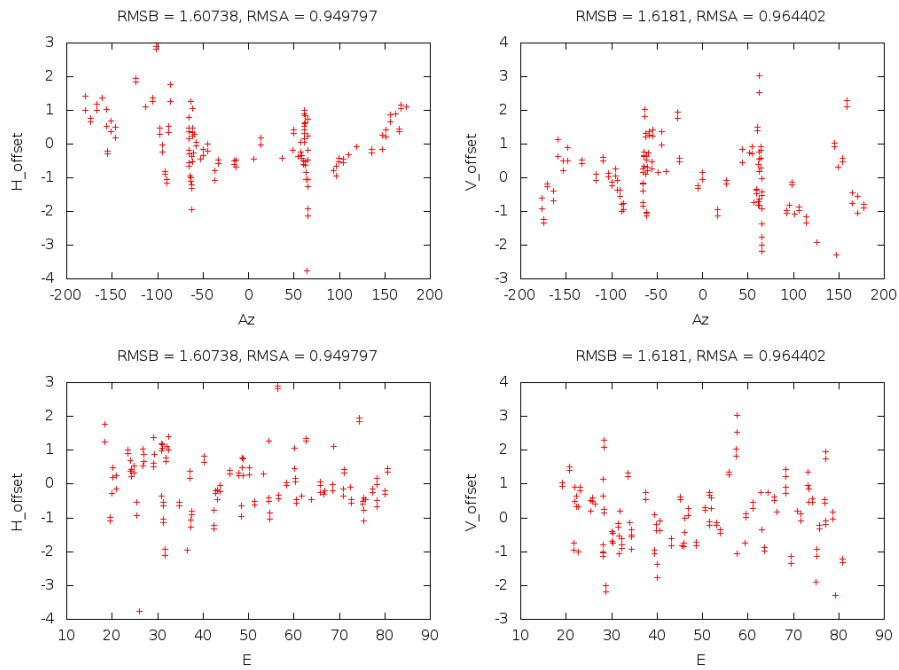 RMSB = 1.60738, RMSA = 0.949797
3
2
1
0
-1
-2
-3
-4
H_offset
-200 -150 -100 -50 0 50 100 150 200
Az
RMSB = 1.6181, RMSA = 0.964402
4
3
2
1
0
-1
-2
-3
V_offset
-200 -150 -100 -50 0 50 100 150 200
Az
RMSB = 1.60738, RMSA = 0.949797
3
2
1
0
-1
-2
-3
-4
H_offset
10 20 30 40 50 60 70 80 90
E
RMSB = 1.6181, RMSA = 0.964402
4
3
2
1
0
-1
-2
-3
V_offset
10 20 30 40 50 60 70 80 90
E